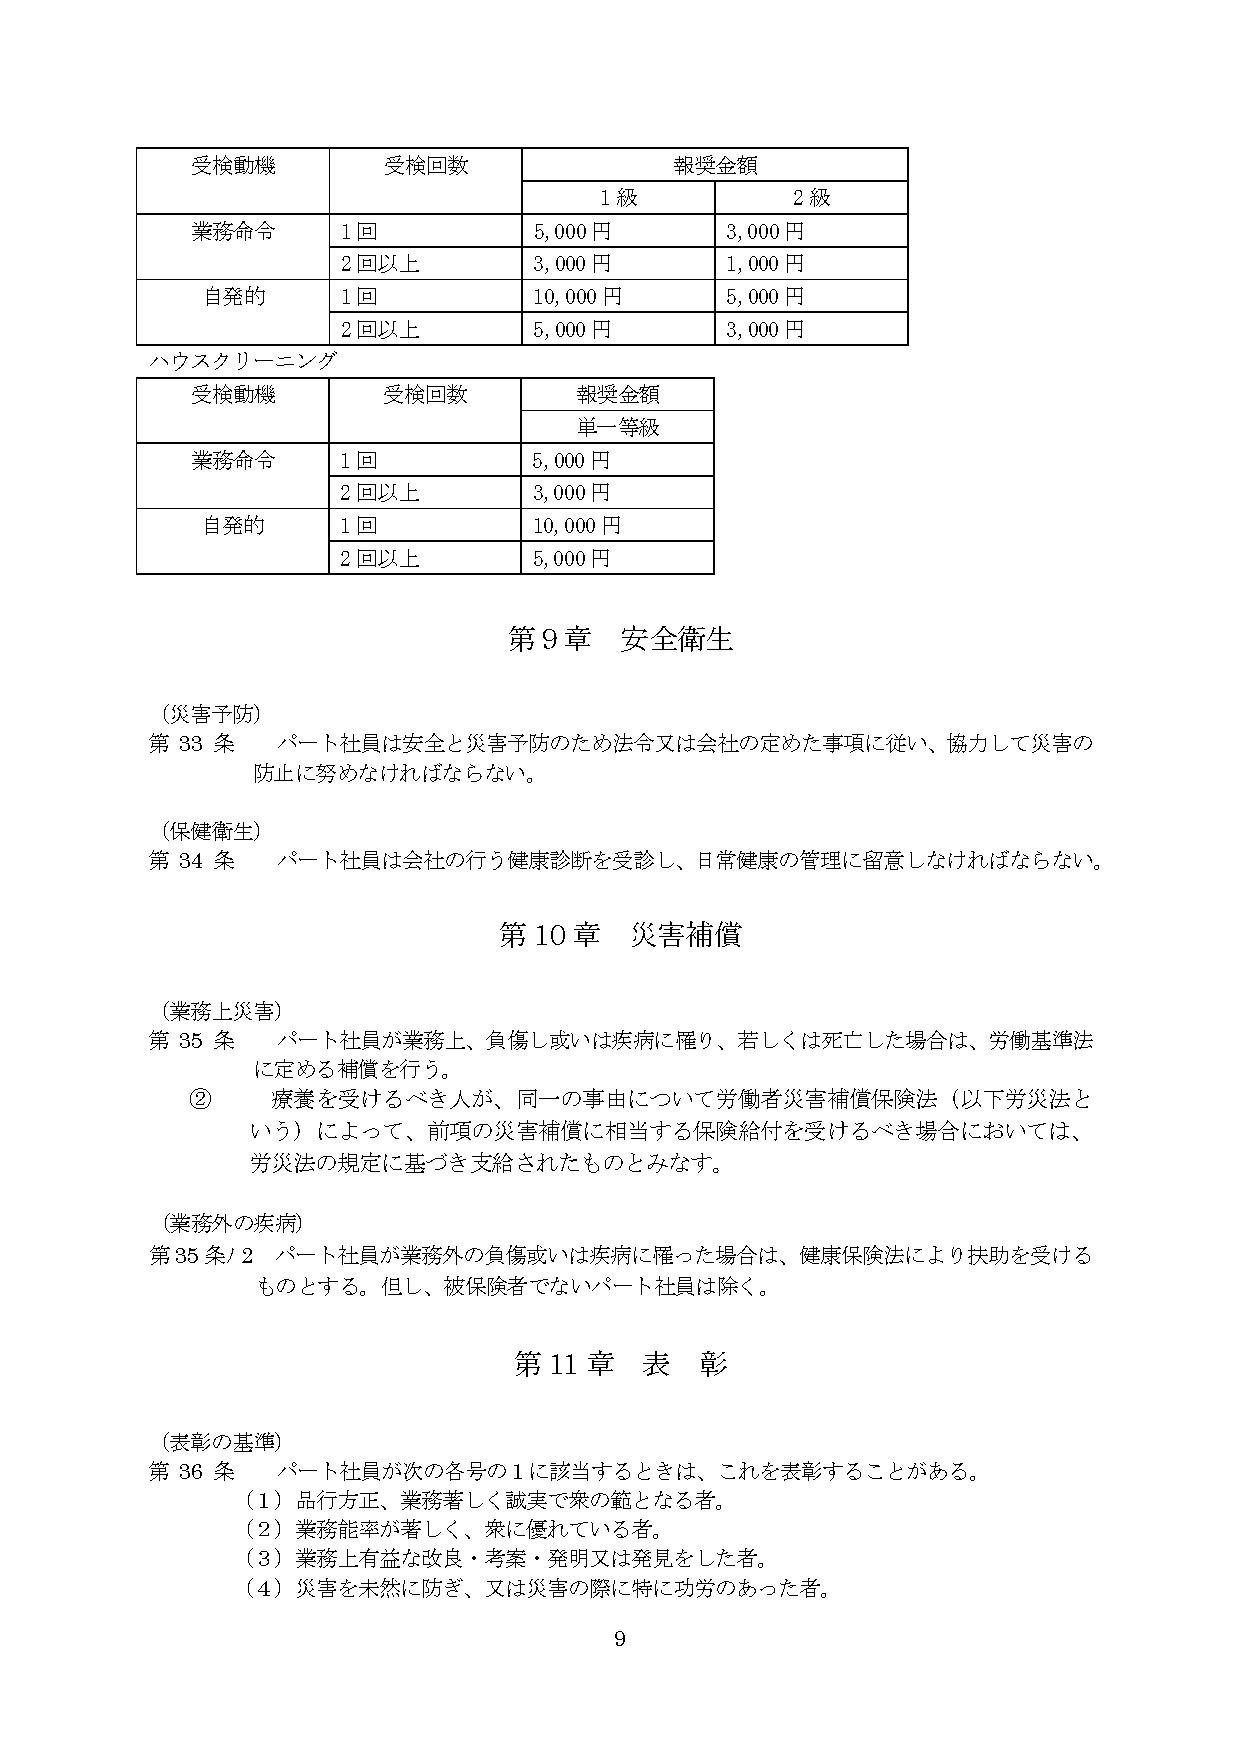 受検動機 受検回数 報奨金額
1級 2級
業務命令 1回 5,000円 3,000円
2回以上 3,000円 1,000円
自発的 1回 10,000円 5,000円
2回以上 5,000円 3,000円
ハウスクリーニング
受検動機 受検回数 報奨金額
単一等級
業務命令 1回 5,000円
2回以上 3,000円
自発的 1回 10,000円
2回以上 5,000円
第9章　安全衛生
（災害予防）
第 33 条　　パート社員は安全と災害予防のため法令又は会社の定めた事項に従い、協力して災害の
防止に努めなければならない。
（保健衛生）
第 34 条　　パート社員は会社の行う健康診断を受診し、日常健康の管理に留意しなければならない。
第 10 章　災害補償
（業務上災害）
第 35 条　　パート社員が業務上、負傷し或いは疾病に罹り、若しくは死亡した場合は、労働基準法
に定める補償を行う。
②　　療養を受けるべき人が、同一の事由について労働者災害補償保険法（以下労災法と
いう）によって、前項の災害補償に相当する保険給付を受けるべき場合においては、
労災法の規定に基づき支給されたものとみなす。
（業務外の疾病）
第35条/2　パート社員が業務外の負傷或いは疾病に罹った場合は、健康保険法により扶助を受ける
ものとする。但し、被保険者でないパート社員は除く。
第 11 章　表　彰
（表彰の基準）
第 36 条　　パート社員が次の各号の1に該当するときは、これを表彰することがある。
（1）品行方正、業務著しく誠実で衆の範となる者。
（2）業務能率が著しく、衆に優れている者。
（3）業務上有益な改良・考案・発明又は発見をした者。
（4）災害を未然に防ぎ、又は災害の際に特に功労のあった者。
9